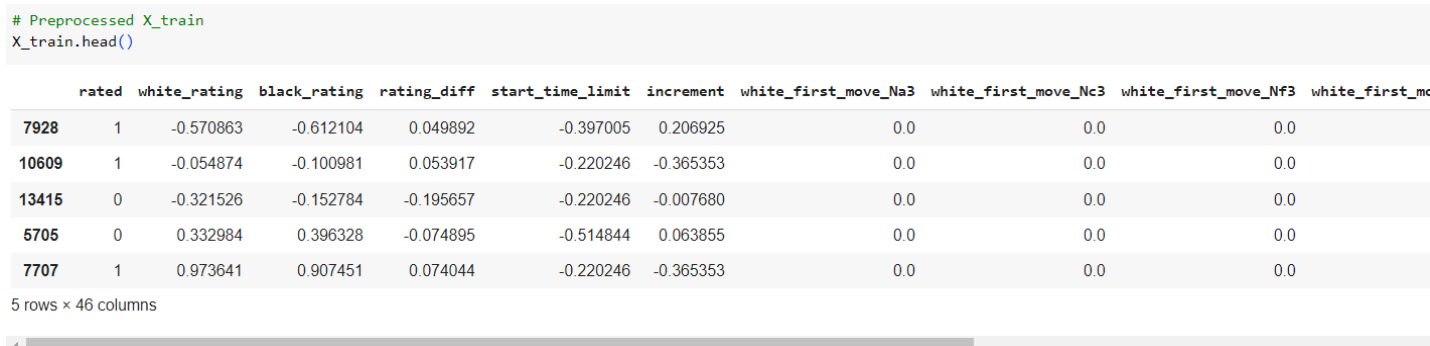 # Preprocessed X_train
X_train.head()
rated white_rating black_rating rating_diff start_time_limit increment white_first_move_Na3 white_first_move_Nc3 white_first_move_Nf3 white_first_mo
7928 1 -0.570863 -0.612104 0.049892 -0.397005 0.206925 0.0 0.0 0.0
10609 1 -0.054874 -0.100981 0.053917 -0.220246 -0.365353 0.0 0.0 0.0
13415 0 -0.321526 -0.152784 -0.195657 -0.220246 -0.007680 0.0 0.0 0.0
5705 0 0.332984 0.396328 -0.074895 -0.514844 0.063855 0.0 0.0 0.0
7707 1 0.973641 0.907451 0.074044 -0.220246 -0.365353 0.0 0.0 0.0
5 rows × 46 columns